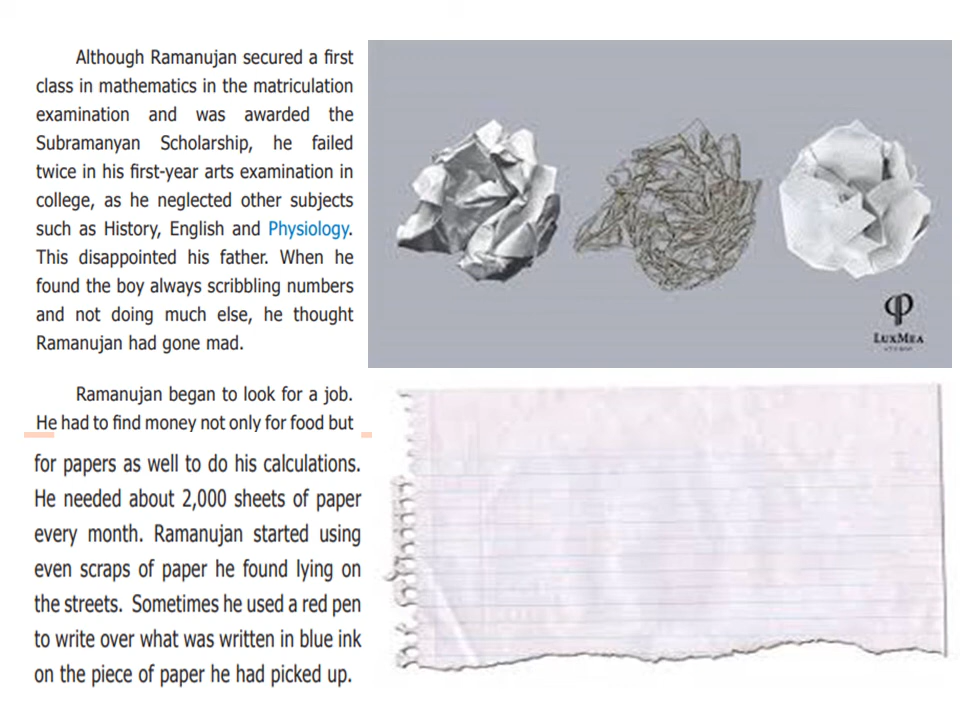 Although Ramanujan secured a first
class in mathematics in the matriculation
examination and was awarded the
Subramanyan Scholarship, he failed
twice in his first-year arts examination in
college, as he neglected other subjects
such as History, English and Physiology.
This disappointed his father. When he
found the boy always scribbling numbers
and not doing much else, he thought
Ramanujan had gone mad.
Ramanujan began to look for a job.
He had to find money not only for food but
for papers as well to do his calculations.
He needed about 2,000 sheets of paper
every month. Ramanujan started using
even scraps of paper he found lying on
the streets. Sometimes he used a red pen
to write over what was written in blue ink
on the piece of paper he had picked up.
LUXMEA